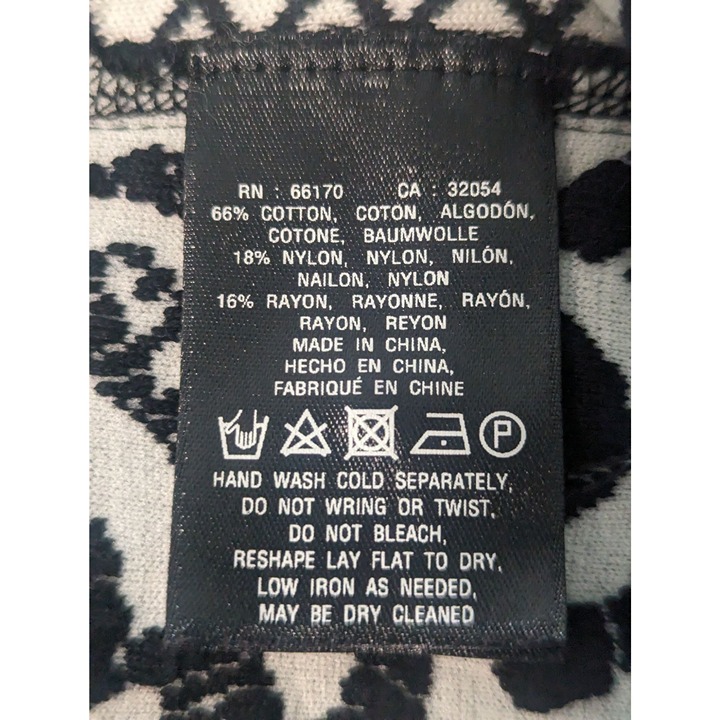 RN : 66170 CA : 32054
66% COTTON, COTON, ALGODÓN,
COTONE, BAUMWOLLE
18% NYLON, NYLON, NILÓN,
NAILON, NYLON
16% RAYON, RAYONNE, RAYÓN,
RAYON, REYON
MADE IN CHINA,
HECHO EN CHINA,
FABRIQUÉ EN CHINE
P
HAND WASH COLD SEPARATELY,
DO NOT WRING OR TWIST,
DO NOT BLEACH,
RESHAPE LAY FLAT TO DRY,
LOW IRON AS NEEDED,
MAY BE DRY CLEANED